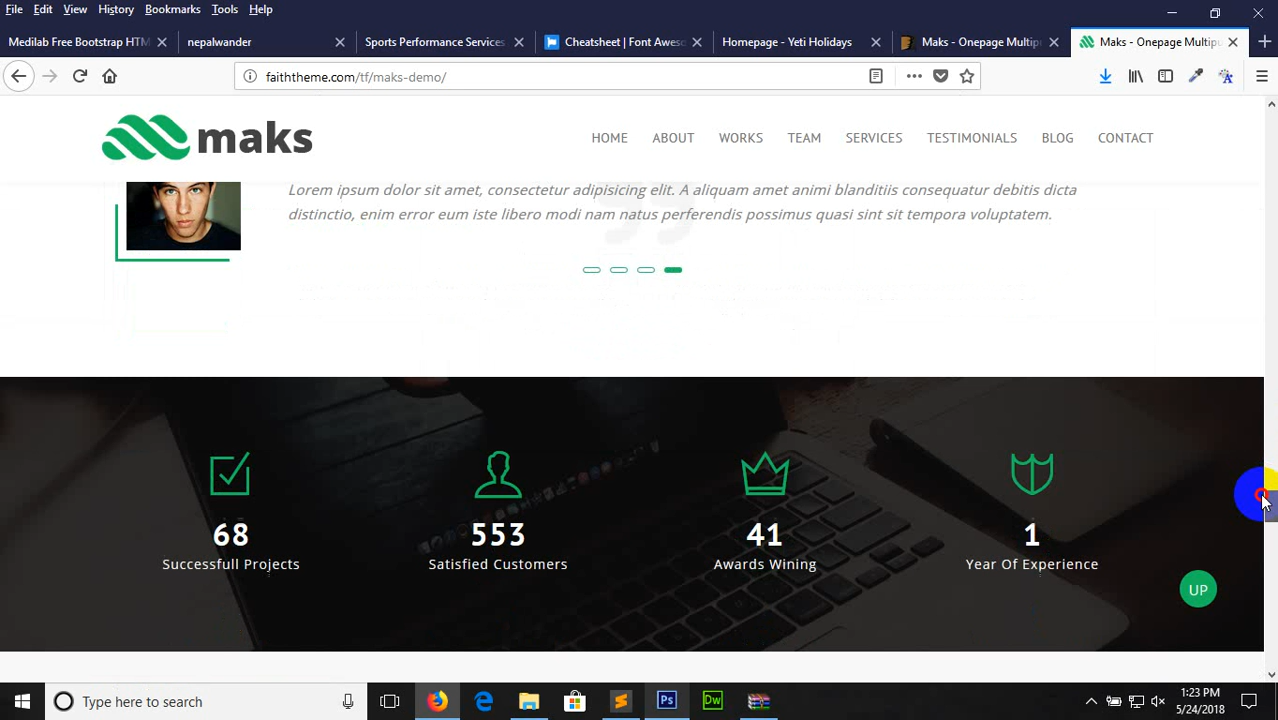 File Edit View History Bookmarks Tools Help
Medilab Free Bootstrap HTM
nepalwander
Sports Performance Services
Cheatsheet | Font Aweso
Homepage - Yeti Holidays
Maks - Onepage Multip
Maks - Onepage Multipu
faiththeme.com/tf/maks-demo/
maks
HOME ABOUT WORKS TEAM SERVICES TESTIMONIALS BLOG CONTACT
Lorem ipsum dolor sit amet, consectetur adipisicing elit. A aliquam amet animi blanditiis consequatur debitis dicta
distinctio, enim error eum iste libero modi nam natus perferendis possimus quasi sint sit tempora voluptatem.
68 553 41 1
Successfull Projects Satisfied Customers Awards Wining Year Of Experience
UP
Type here to search
Ps
Dw
1:23 PM
5/24/2018